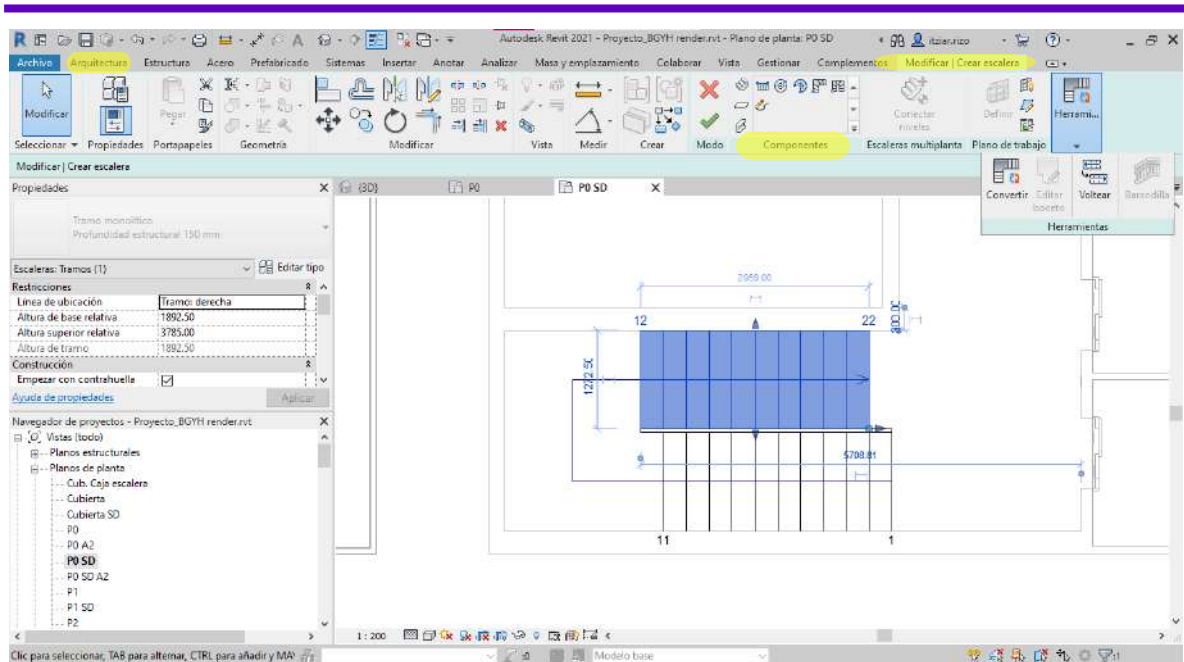 Autodesk Revit 2021 - Proyecto_BGYH render.rvt - Plano de planta: P0 SD
Archivo Arquitectura Estructura Acero Prefabricado Sistemas Insertar Anotar Analizar Masa y emplazamiento Colaborar Vista Gestionar Complementos Modificar | Crear escalera
Modificar
Pegar
Conectar niveles
Definir
Herrami...
Seleccionar Propiedades Portapapeles Geometría Modificar Vista Medir Crear Modo Componentes Escaleras multiplanta Plano de trabajo
Modificar | Crear escalera
Convertir Editar boceto Voltear Barandilla
Herramientas
Propiedades
{3D} P0 P0 SD
Tramo monolítico
Profundidad estructural 150 mm
Escaleras: Tramos (1) Editar tipo
Restricciones
Línea de ubicación Tramo: derecha
Altura de base relativa 1892.50
Altura superior relativa 3785.00
Altura de tramo 1892.50
Construcción
Empezar con contrahuella
Ayuda de propiedades Aplicar
Navegador de proyectos - Proyecto_BGYH render.rvt
Vistas (todo)
Planos estructurales
Planos de planta
Cub. Caja escalera
Cubierta
Cubierta SD
P0
P0 A2
P0 SD
P0 SD A2
P1
P1 SD
P2
2959.00
12 22
1272.50
5708.81
11 1
1 : 200
Clic para seleccionar, TAB para alternar, CTRL para añadir y MAY
:0 Modelo base :1